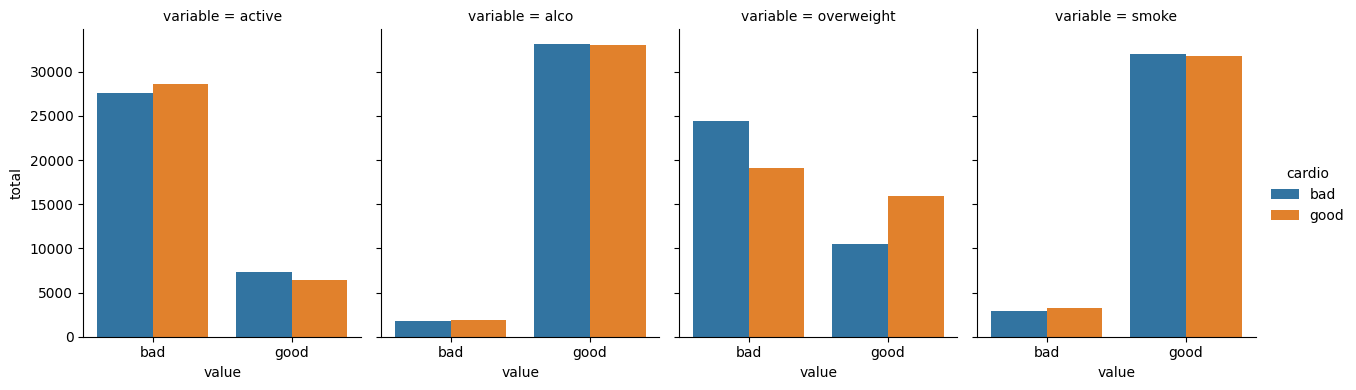 variable = active
variable = alco
variable = overweight
variable = smoke
total
30000
25000
20000
15000
10000
5000
0
bad good
value
bad good
value
bad good
value
bad good
value
cardio
bad
good